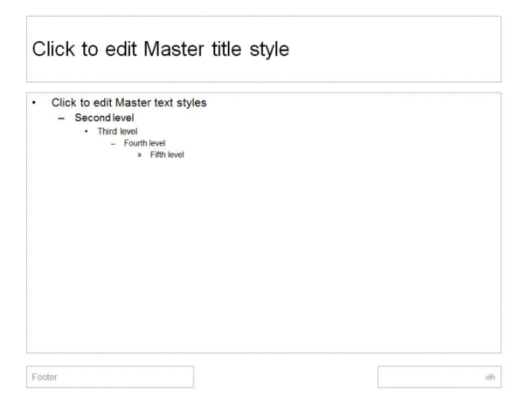 Click to edit Master title style
• Click to edit Master text styles
– Second level
• Third level
– Fourth level
» Fifth level
Footer
‹#›